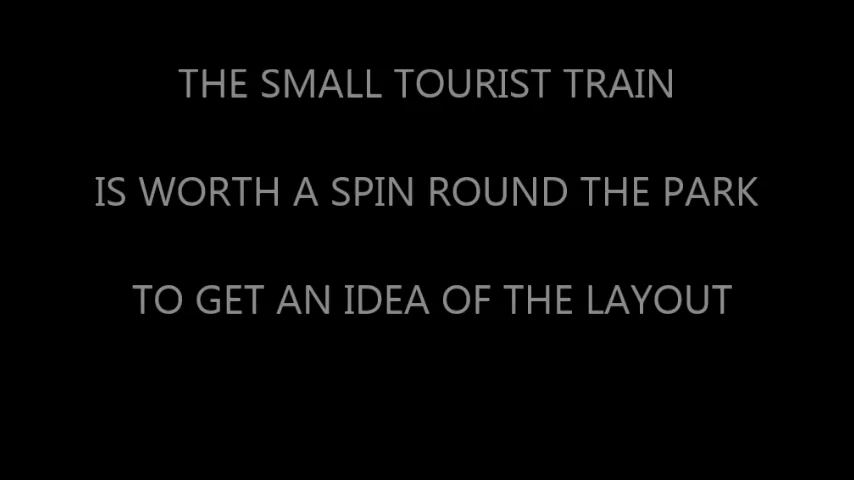 THE SMALL TOURIST TRAIN
IS WORTH A SPIN ROUND THE PARK
TO GET AN IDEA OF THE LAYOUT